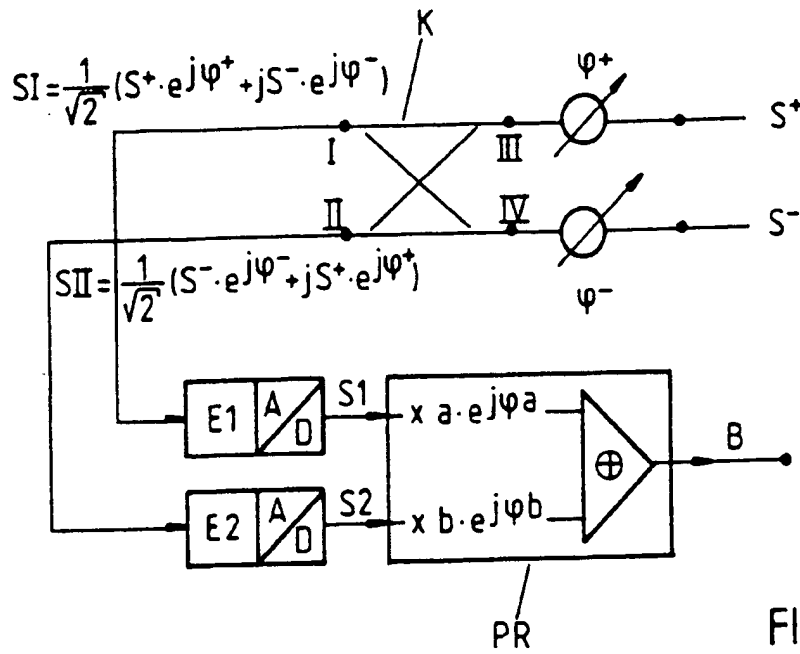 K
SI = 1/√2 (S⁺·e^jφ⁺ + jS⁻·e^jφ⁻)
φ+
S⁺
I
III
II
IV
S⁻
SII = 1/√2 (S⁻·e^jφ⁻ + jS⁺·e^jφ⁺)
φ−
E1 A D S1
x a·e^jφa
B
⊕
E2 A D S2
x b·e^jφb
PR
FI